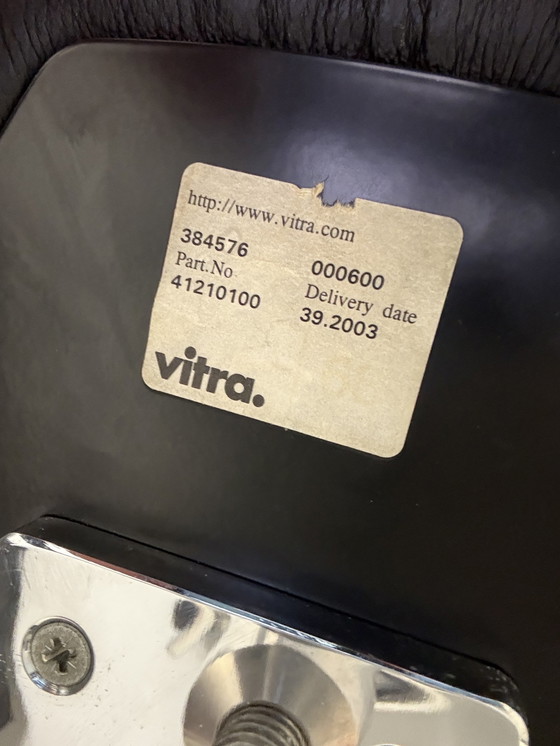 http://www.vitra.com
384576 000600
Part.No Delivery date
41210100 39.2003
vitra.